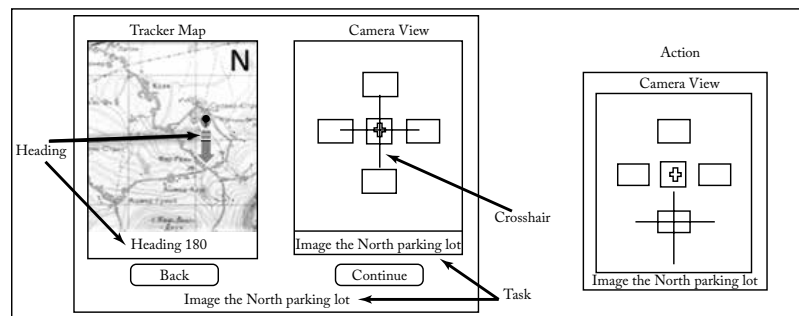 Tracker Map
Camera View
N
Action
Camera View
Heading
Crosshair
Heading 180
Image the North parking lot
Image the North parking lot
Back
Continue
Image the North parking lot
Task